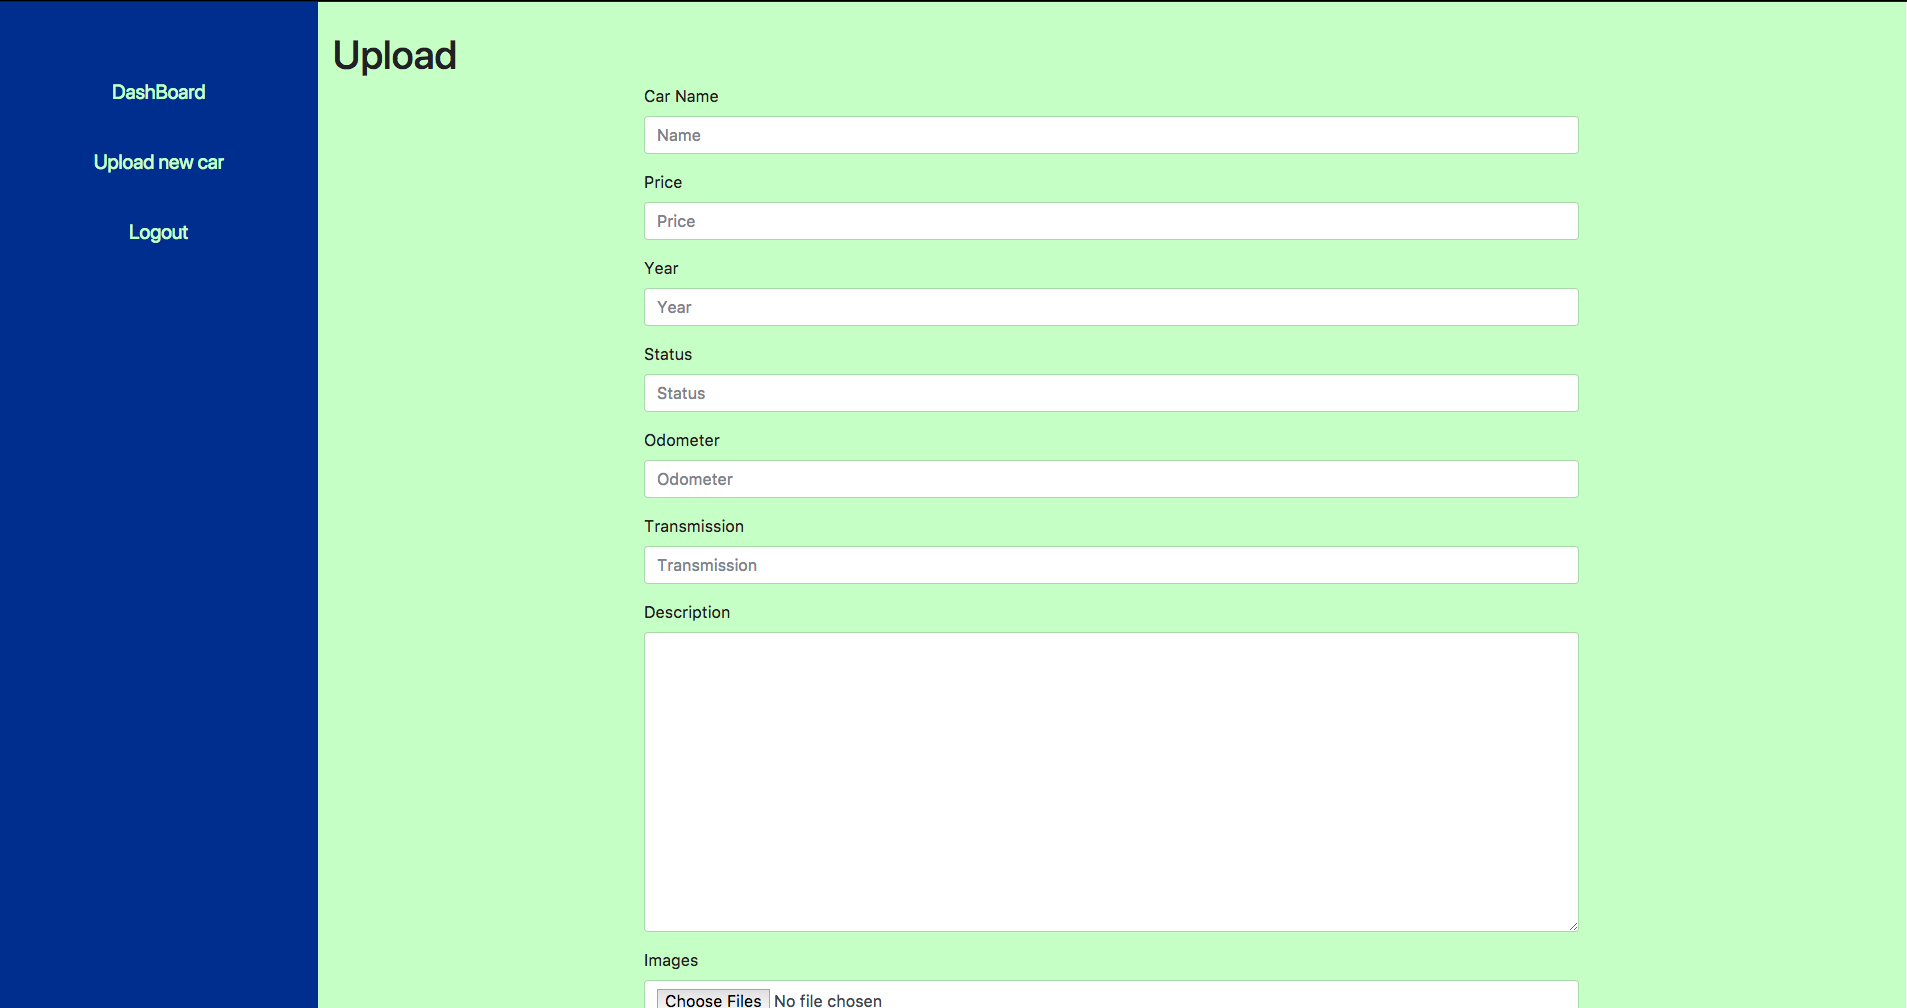 DashBoard
Upload new car
Logout
Upload
Car Name
Name
Price
Price
Year
Year
Status
Status
Odometer
Odometer
Transmission
Transmission
Description
Images
Choose Files No file chosen